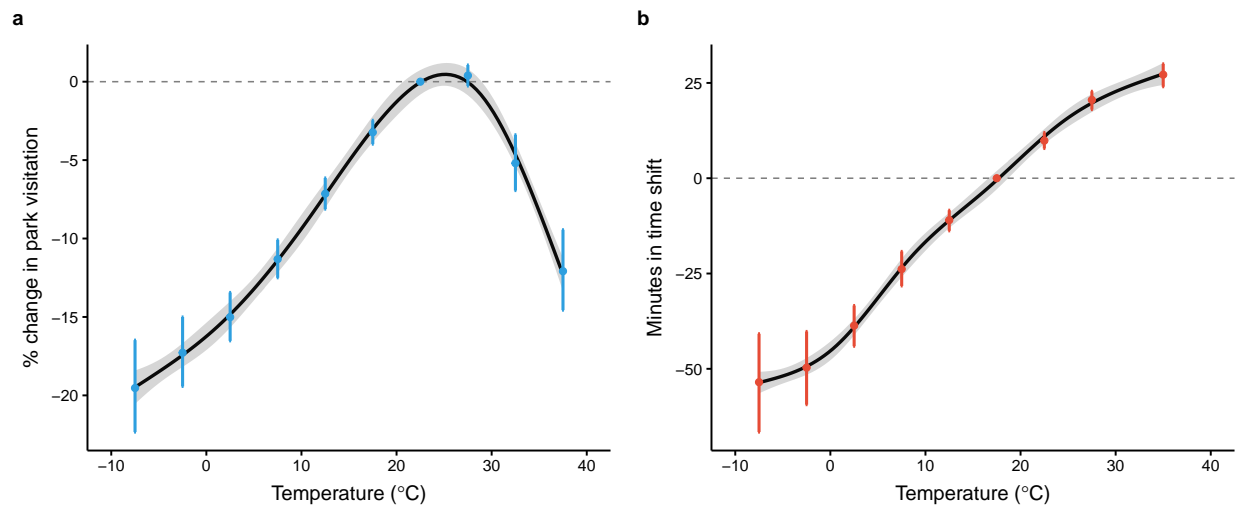 a
% change in park visitation
0
−5
−10
−15
−20
−10 0 10 20 30 40
Temperature (°C)
b
Minutes in time shift
25
0
−25
−50
−10 0 10 20 30 40
Temperature (°C)